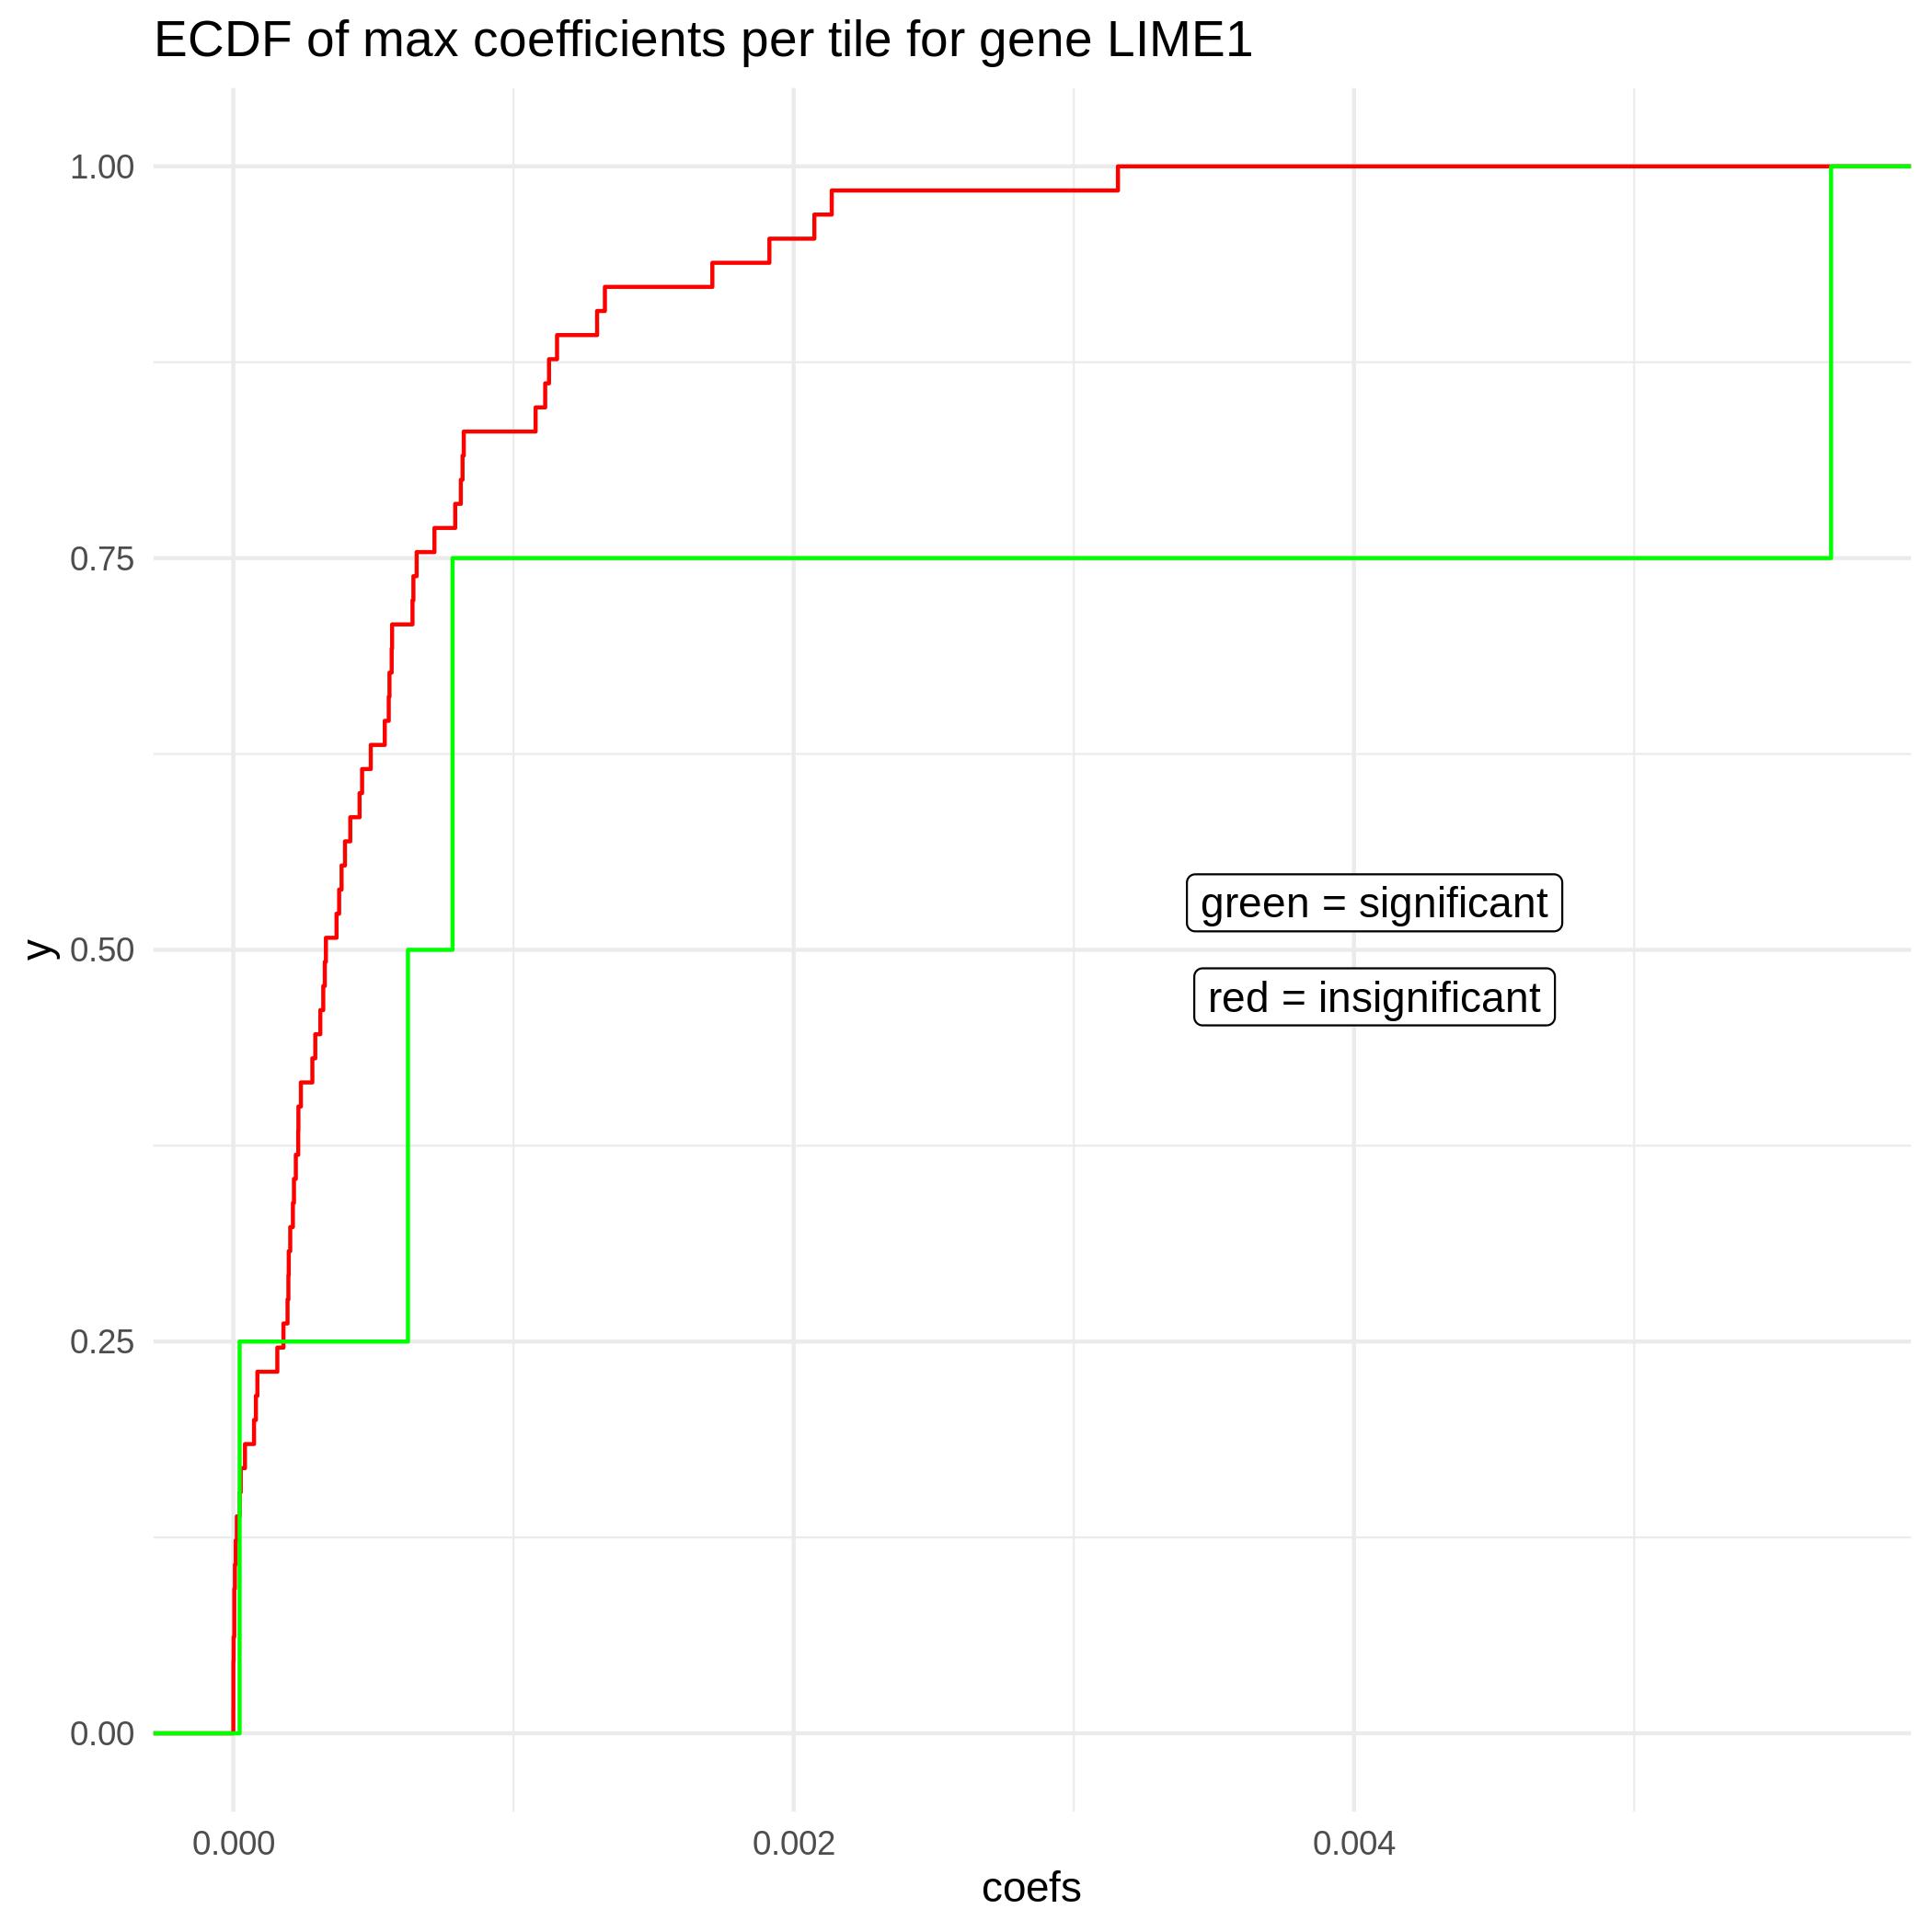 ECDF of max coefficients per tile for gene LIME1
1.00
0.75
0.50
0.25
0.00
y
green = significant
red = insignificant
0.000 0.002 0.004
coefs